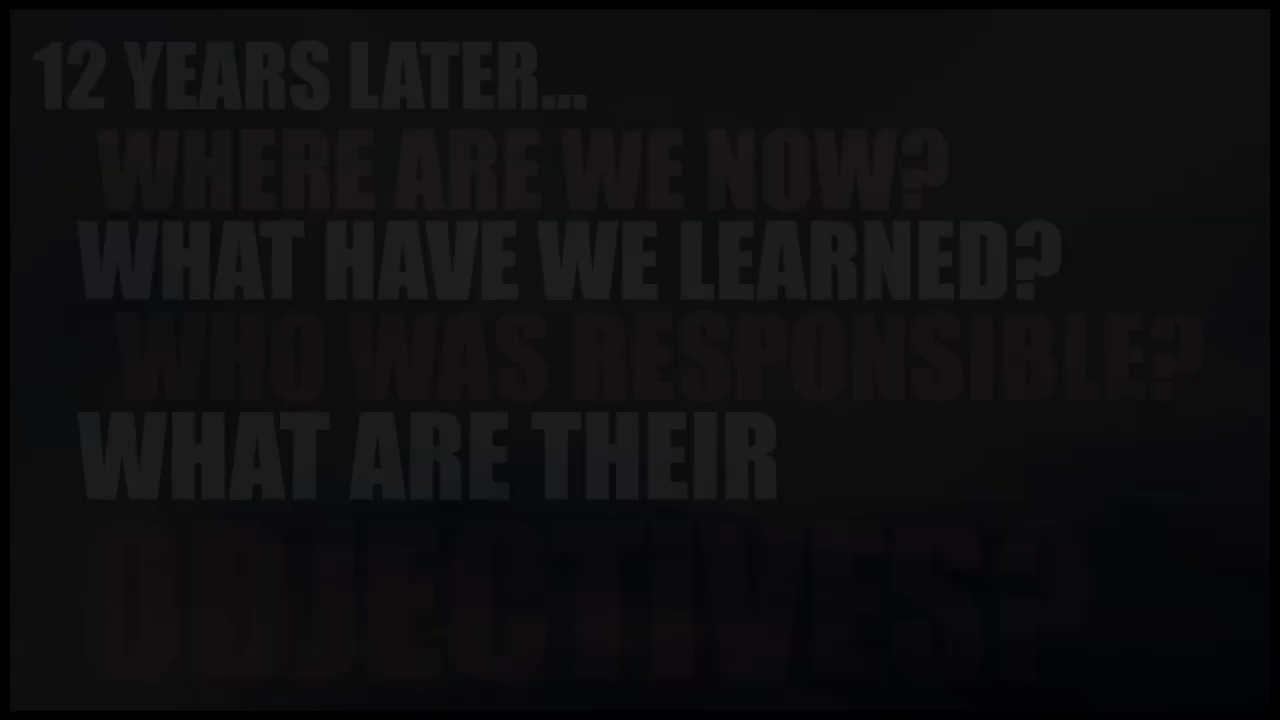 12 YEARS LATER...
WHERE ARE WE NOW?
WHAT HAVE WE LEARNED?
WHO WAS RESPONSIBLE?
WHAT ARE THEIR
OBJECTIVES?